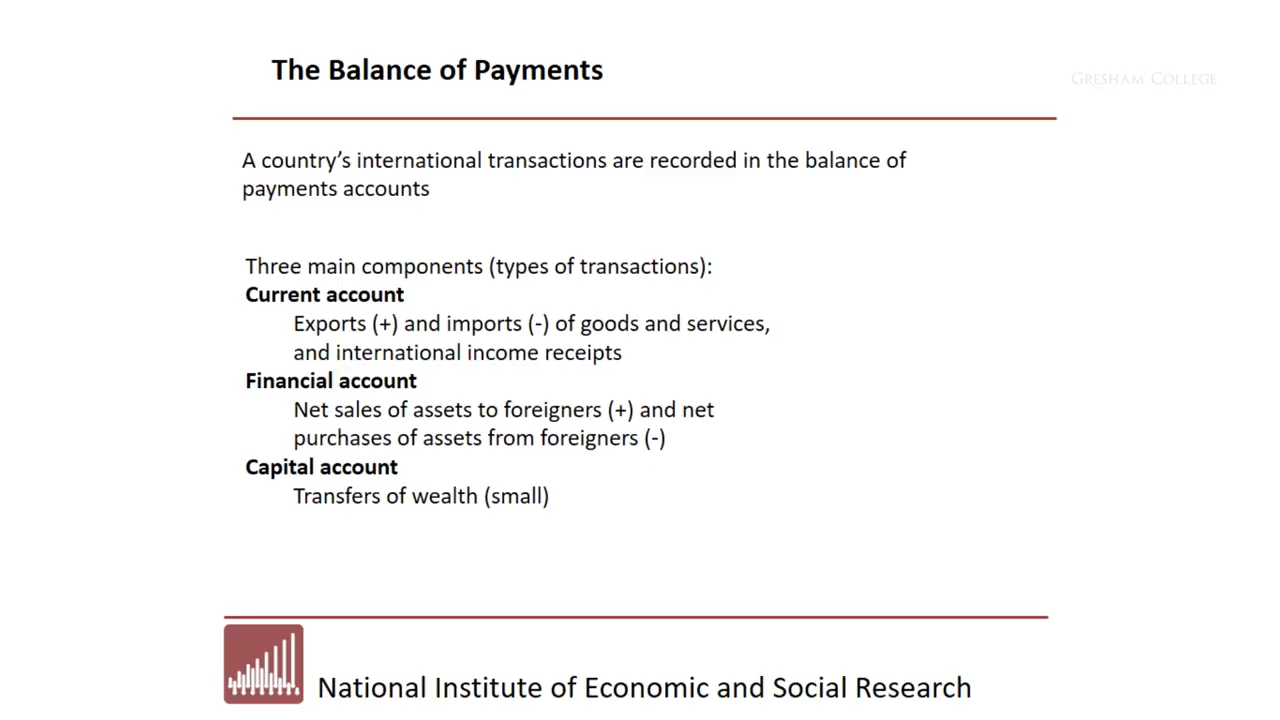 The Balance of Payments
GRESHAM COLLEGE
A country’s international transactions are recorded in the balance of
payments accounts
Three main components (types of transactions):
Current account
Exports (+) and imports (-) of goods and services,
and international income receipts
Financial account
Net sales of assets to foreigners (+) and net
purchases of assets from foreigners (-)
Capital account
Transfers of wealth (small)
National Institute of Economic and Social Research